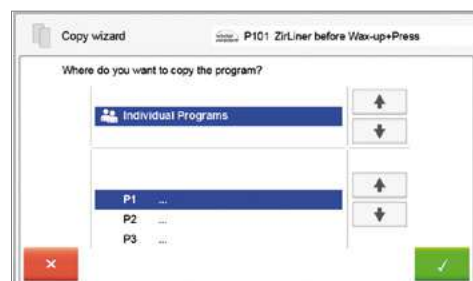 Copy wizard
P101 ZirLiner before Wax-up+Press
Where do you want to copy the program?
Individual Programs
P1 ...
P2 ...
P3 ...